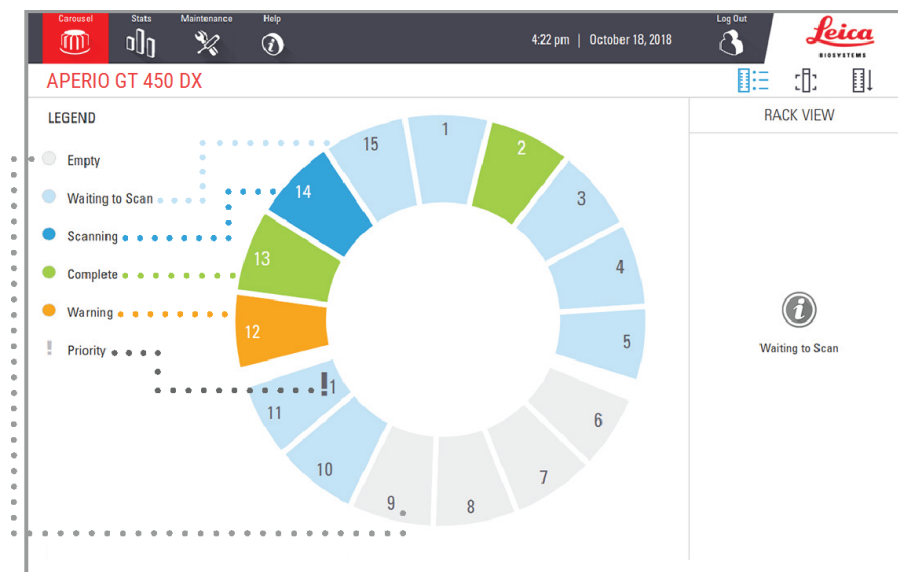 Carousel
Stats
Maintenance
Help
4:22 pm | October 18, 2018
Log Out
Leica
BIOSYSTEMS
APERIO GT 450 DX
LEGEND
Empty
Waiting to Scan
Scanning
Complete
Warning
! Priority
1
2
3
4
5
6
7
8
9
10
11
!1
12
13
14
15
RACK VIEW
i
Waiting to Scan